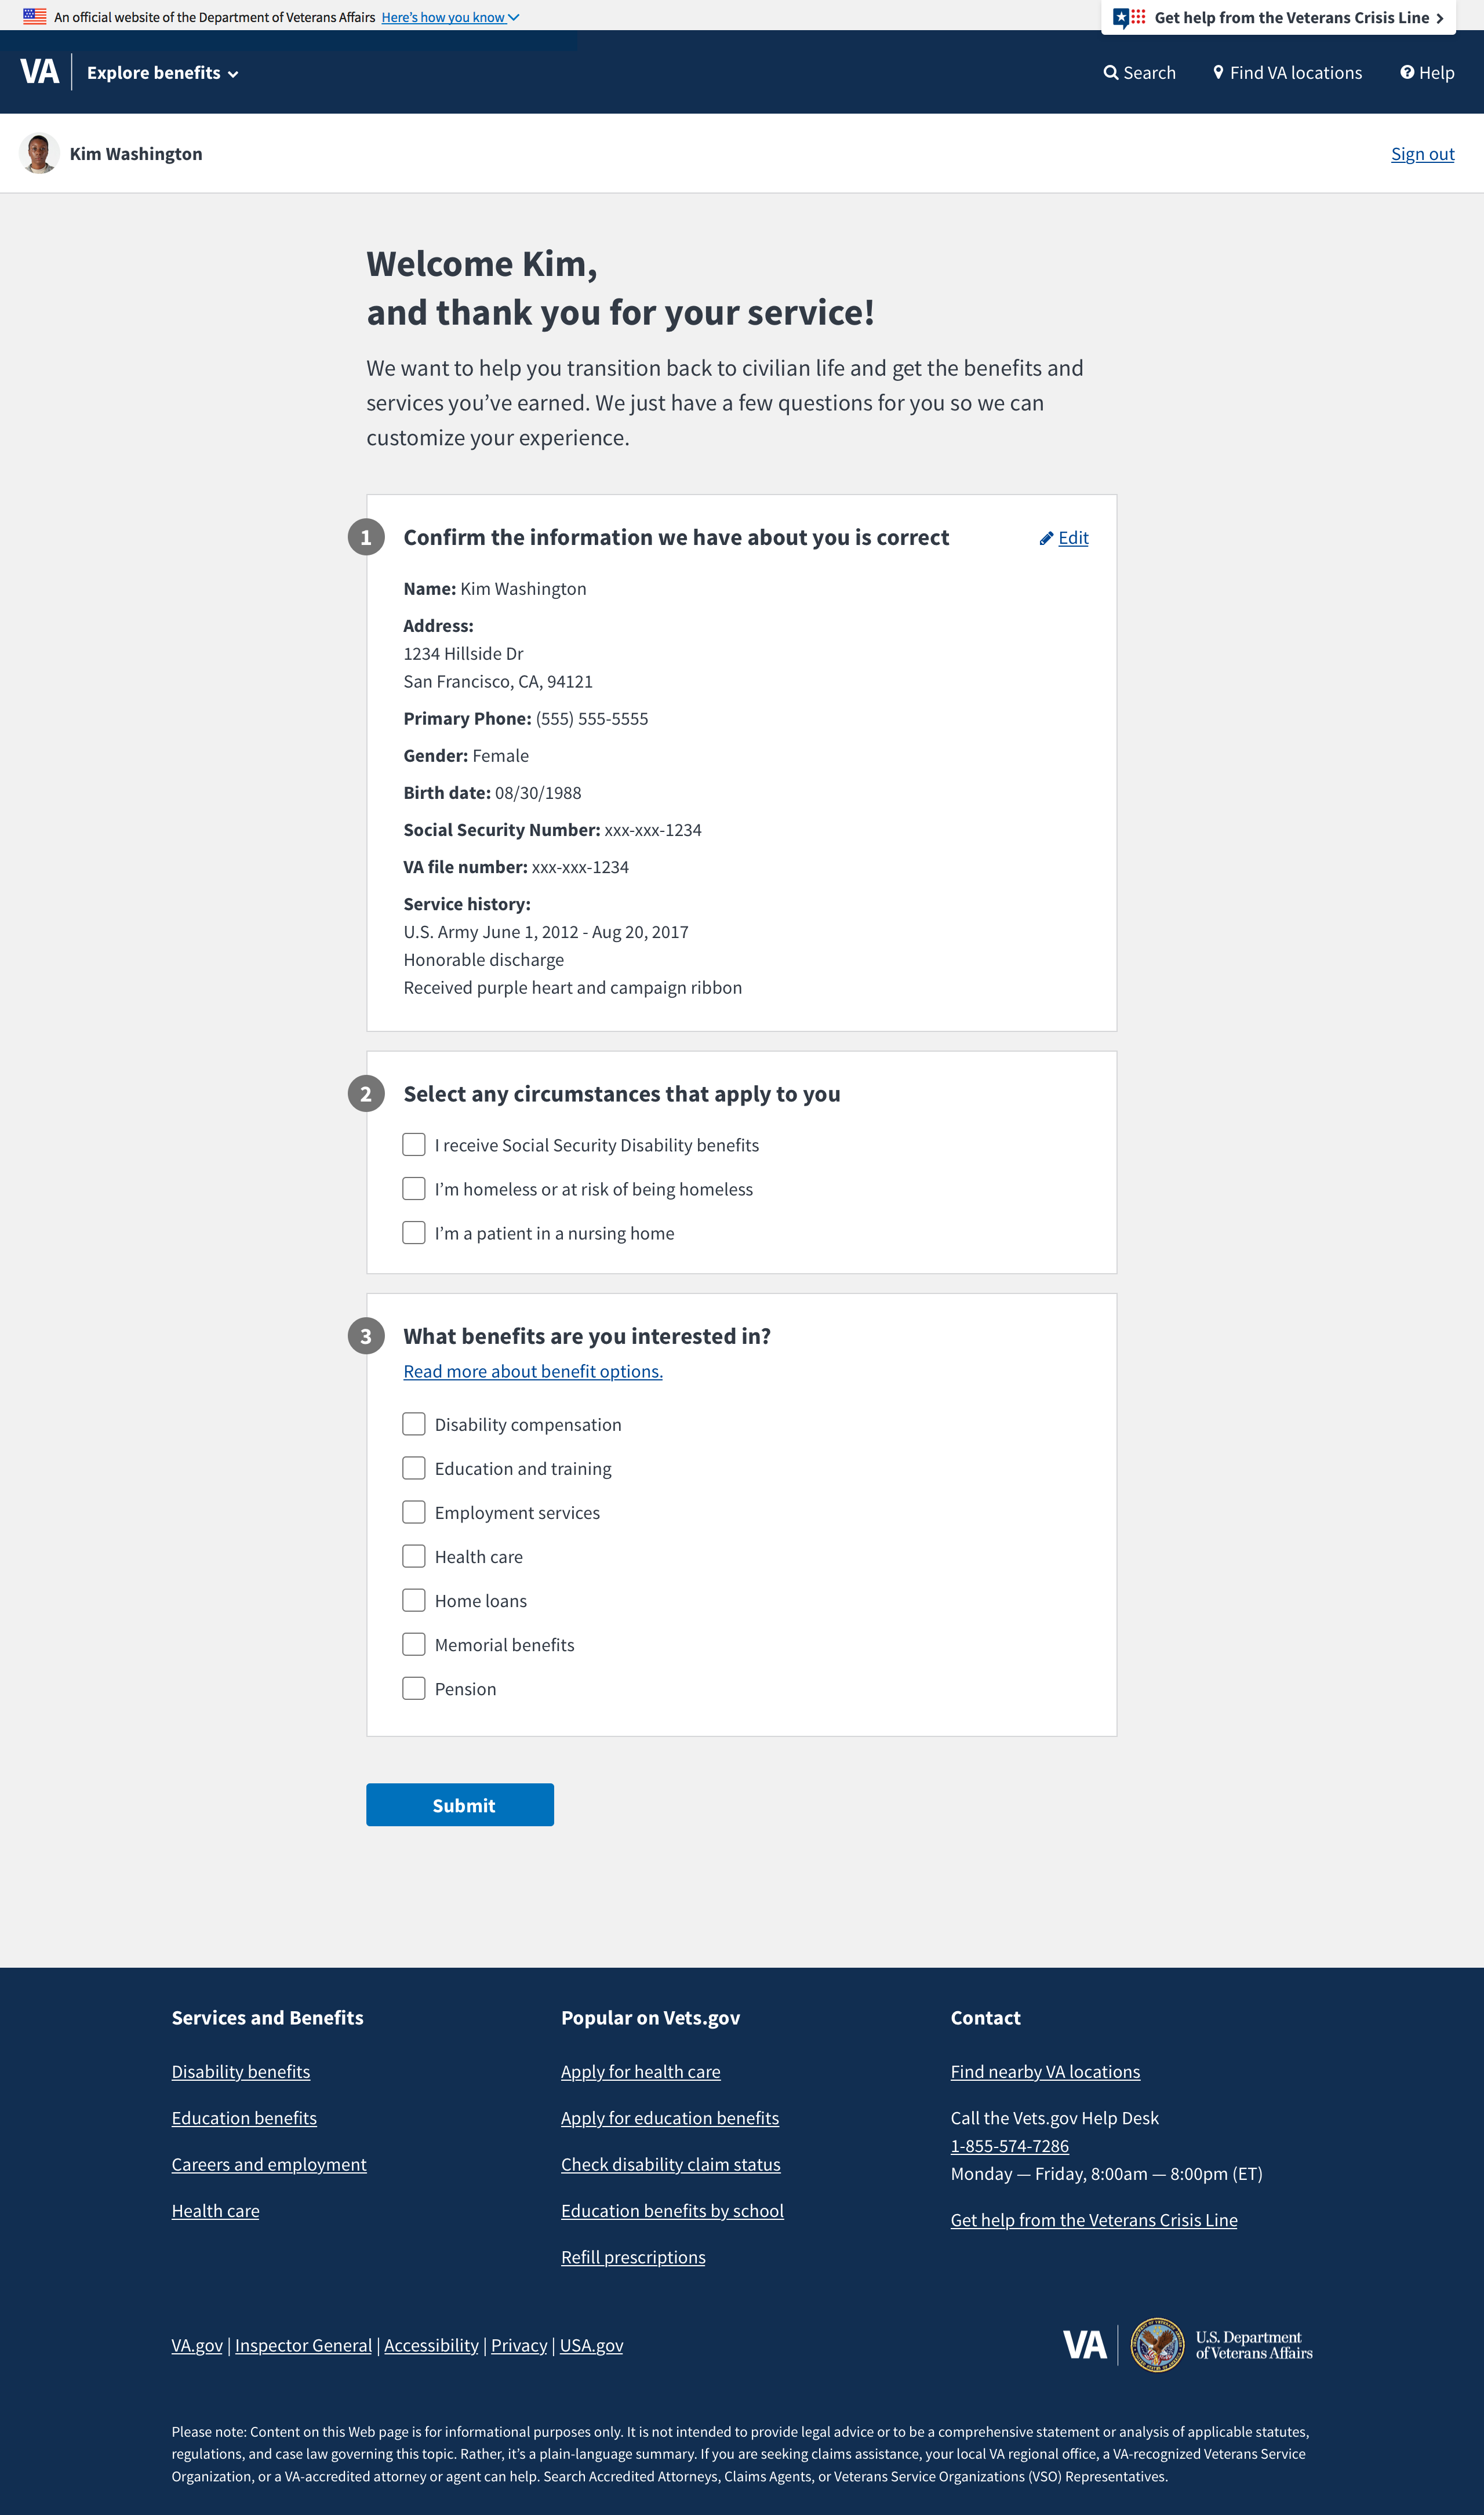 An official website of the Department of Veterans Affairs Here's how you know
Get help from the Veterans Crisis Line
VA
Explore benefits
Search
Find VA locations
Help
Kim Washington
Sign out
Welcome Kim,
and thank you for your service!
We want to help you transition back to civilian life and get the benefits and
services you’ve earned. We just have a few questions for you so we can
customize your experience.
1
Confirm the information we have about you is correct
Edit
Name: Kim Washington
Address:
1234 Hillside Dr
San Francisco, CA, 94121
Primary Phone: (555) 555-5555
Gender: Female
Birth date: 08/30/1988
Social Security Number: xxx-xxx-1234
VA file number: xxx-xxx-1234
Service history:
U.S. Army June 1, 2012 - Aug 20, 2017
Honorable discharge
Received purple heart and campaign ribbon
2
Select any circumstances that apply to you
I receive Social Security Disability benefits
I’m homeless or at risk of being homeless
I’m a patient in a nursing home
3
What benefits are you interested in?
Read more about benefit options.
Disability compensation
Education and training
Employment services
Health care
Home loans
Memorial benefits
Pension
Submit
Services and Benefits
Disability benefits
Education benefits
Careers and employment
Health care
Popular on Vets.gov
Apply for health care
Apply for education benefits
Check disability claim status
Education benefits by school
Refill prescriptions
Contact
Find nearby VA locations
Call the Vets.gov Help Desk
1-855-574-7286
Monday — Friday, 8:00am — 8:00pm (ET)
Get help from the Veterans Crisis Line
VA.gov | Inspector General | Accessibility | Privacy | USA.gov
VA
U.S. Department
of Veterans Affairs
Please note: Content on this Web page is for informational purposes only. It is not intended to provide legal advice or to be a comprehensive statement or analysis of applicable statutes,
regulations, and case law governing this topic. Rather, it’s a plain-language summary. If you are seeking claims assistance, your local VA regional office, a VA-recognized Veterans Service
Organization, or a VA-accredited attorney or agent can help. Search Accredited Attorneys, Claims Agents, or Veterans Service Organizations (VSO) Representatives.